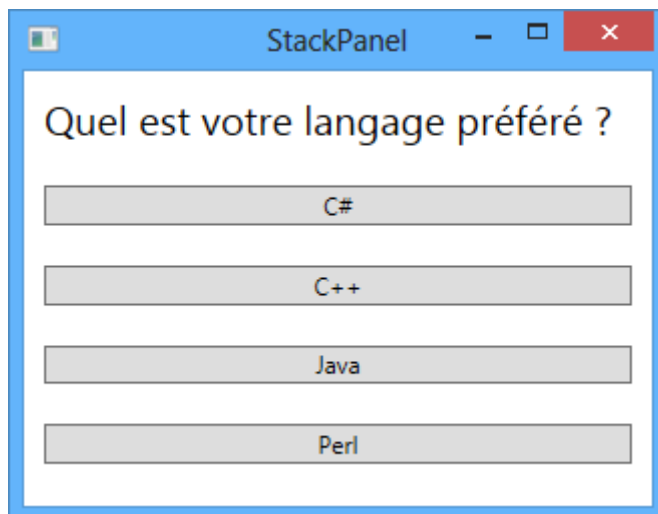 StackPanel
Quel est votre langage préféré ?
C#
C++
Java
Perl